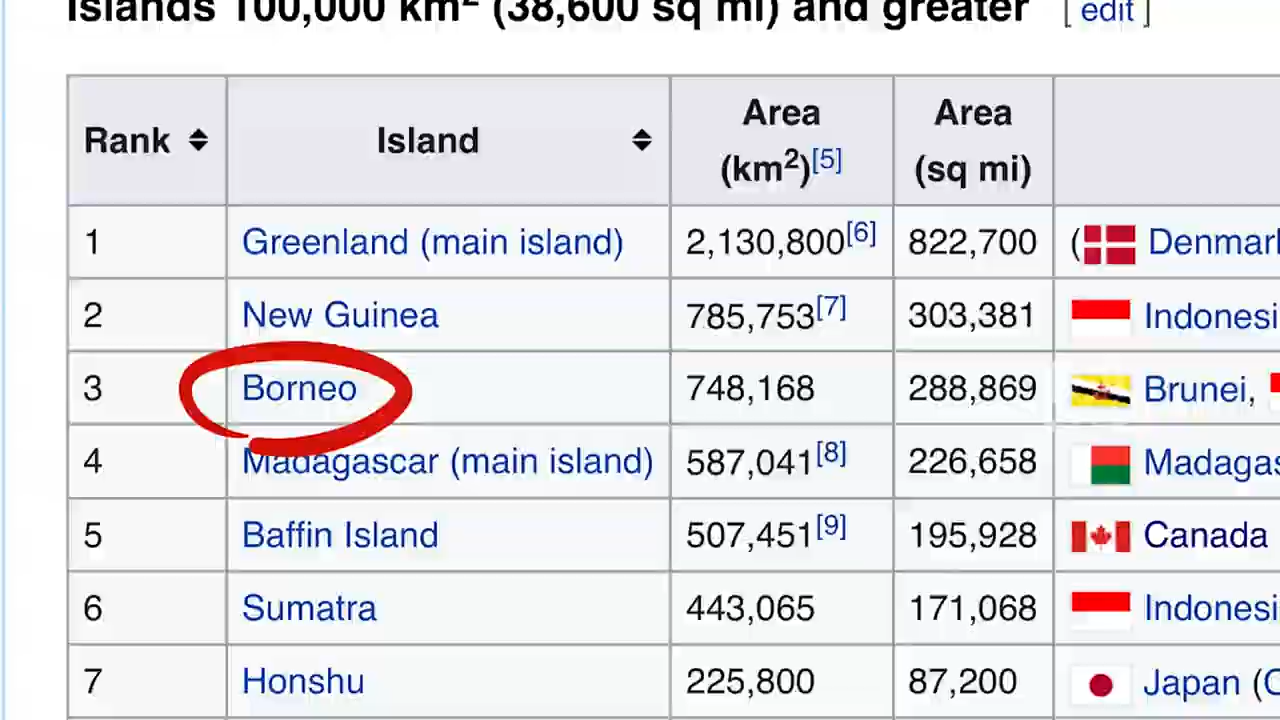 Islands 100,000 km² (38,600 sq mi) and greater [ edit ]
Rank Island Area (km²)[5] Area (sq mi)
1 Greenland (main island) 2,130,800[6] 822,700 (
2 New Guinea 785,753[7] 303,381
3 Borneo 748,168 288,869 Brunei,
4 Madagascar (main island) 587,041[8] 226,658
5 Baffin Island 507,451[9] 195,928 Canada
6 Sumatra 443,065 171,068
7 Honshu 225,800 87,200 Japan (